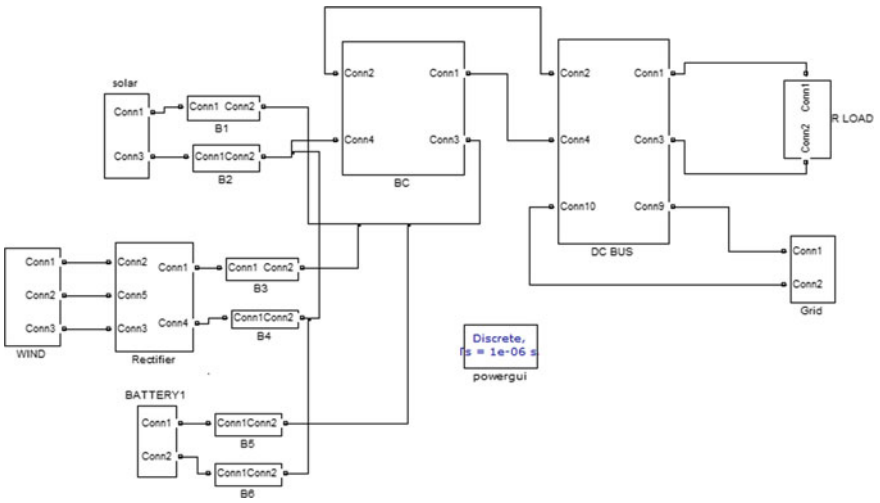 solar
Conn1
Conn3
Conn1 Conn2
B1
Conn1Conn2
B2
Conn2
Conn4
Conn1
Conn3
BC
Conn2
Conn4
Conn10
Conn1
Conn3
Conn9
DC BUS
Conn1
Conn2
R LOAD
Conn1
Conn2
Grid
Conn1
Conn2
Conn3
WIND
Conn2
Conn5
Conn3
Conn1
Conn4
Rectifier
Conn1 Conn2
B3
Conn1Conn2
B4
Discrete,
s = 1e-06 s
powergui
BATTERY1
Conn1
Conn2
Conn1Conn2
B5
Conn1Conn2
B6